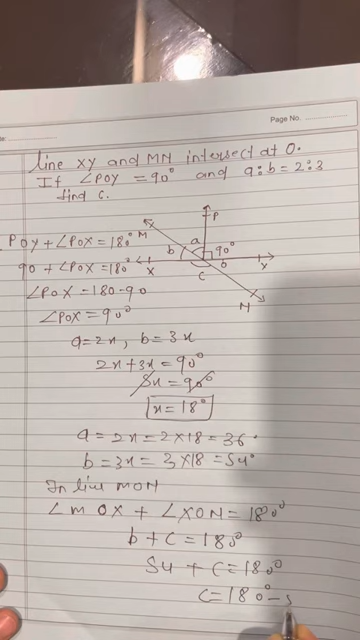 Page No. ..............
te:
line xy and MN intersect at O.
If ∠POY = 90° and a:b = 2:3
find c.
P
M
a
b
90°
X
O
Y
c
N
POY + ∠POX = 180°
90 + ∠POX = 180°
∠POX = 180-90
∠POX = 90°
a = 2x, b = 3x
2x + 3x = 90°
5x = 90°
x = 18°
a = 2x = 2×18 = 36°
b = 3x = 3×18 = 54°
In line MON
∠MOX + ∠XON = 180°
b + c = 180°
54 + c = 180°
c = 180° - 5